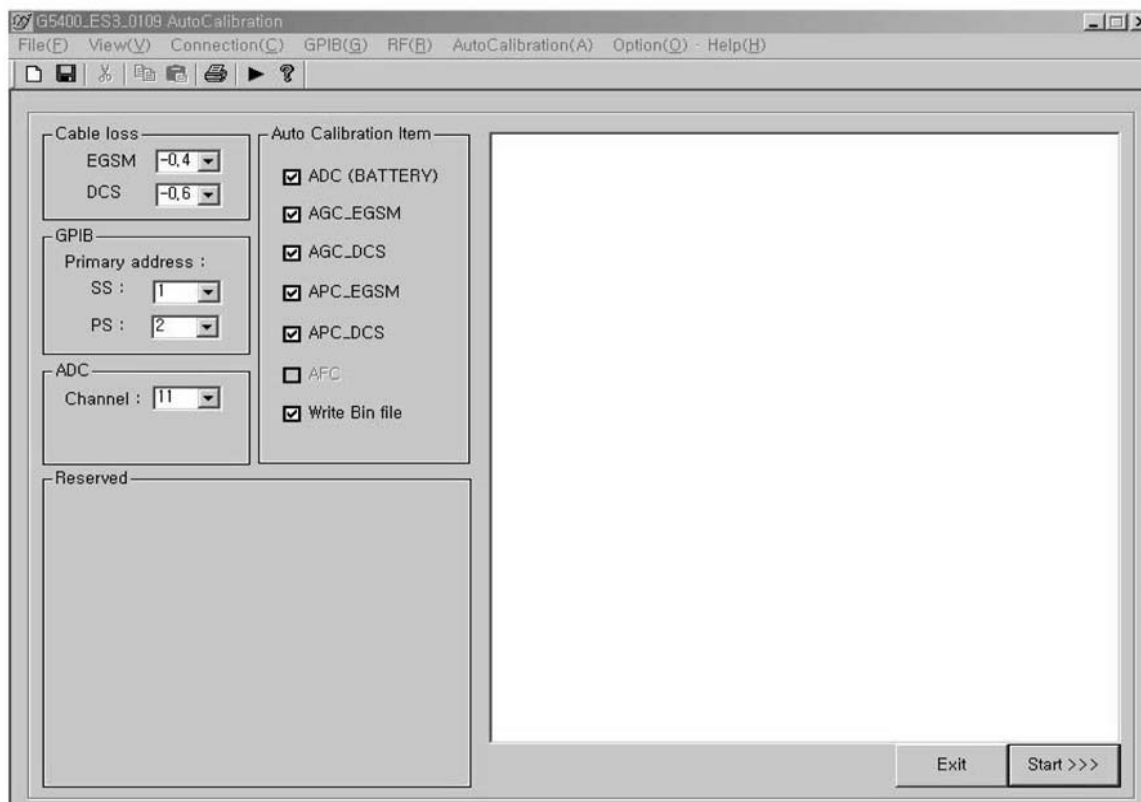 G5400_ES3_0109 AutoCalibration
File(F) View(V) Connection(C) GPIB(G) RF(R) AutoCalibration(A) Option(O) - Help(H)
Cable loss
EGSM -0,4
DCS -0,6
GPIB
Primary address :
SS : 1
PS : 2
ADC
Channel : 11
Auto Calibration Item
ADC (BATTERY)
AGC_EGSM
AGC_DCS
APC_EGSM
APC_DCS
AFC
Write Bin file
Reserved
Exit Start >>>